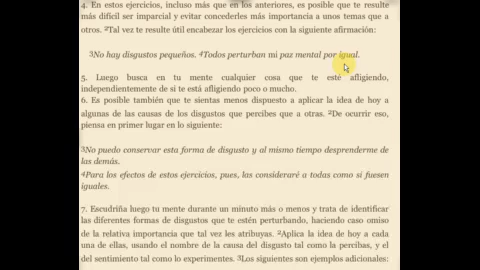 4. En estos ejercicios, incluso más que en los anteriores, es posible que te resulte
más difícil ser imparcial y evitar concederles más importancia a unos temas que a
otros. ²Tal vez te resulte útil encabezar los ejercicios con la siguiente afirmación:
³No hay disgustos pequeños. ⁴Todos perturban mi paz mental por igual.
5. Luego busca en tu mente cualquier cosa que te esté afligiendo,
independientemente de si te está afligiendo poco o mucho.
6. Es posible también que te sientas menos dispuesto a aplicar la idea de hoy a
algunas de las causas de los disgustos que percibes que a otras. ²De ocurrir eso,
piensa en primer lugar en lo siguiente:
³No puedo conservar esta forma de disgusto y al mismo tiempo desprenderme de
las demás.
⁴Para los efectos de estos ejercicios, pues, las consideraré a todas como si fuesen
iguales.
7. Escudriña luego tu mente durante un minuto más o menos y trata de identificar
las diferentes formas de disgustos que te estén perturbando, haciendo caso omiso
de la relativa importancia que tal vez les atribuyas. ²Aplica la idea de hoy a cada
una de ellas, usando el nombre de la causa del disgusto tal como la percibas, y el
del sentimiento tal como lo experimentes. ³Los siguientes son ejemplos adicionales: